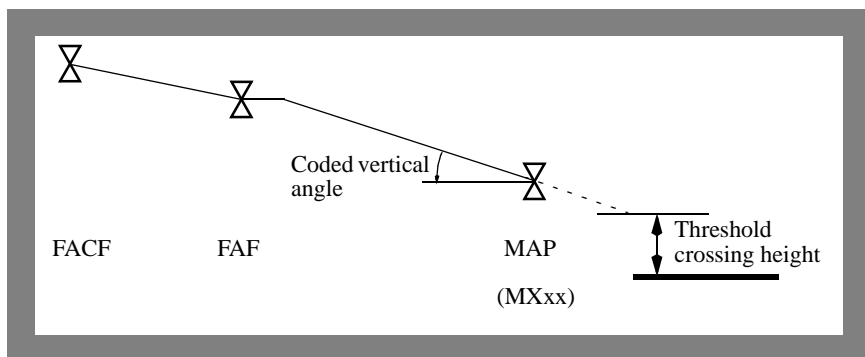 Coded vertical
angle
Threshold
crossing height
FACF
FAF
MAP
(MXxx)